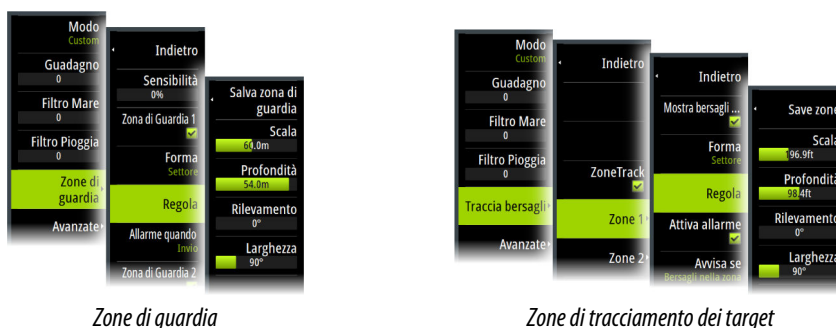 Modo
Custom
Guadagno
0
Filtro Mare
0
Filtro Pioggia
0
Zone di
guardia
Avanzate
Indietro
Sensibilità
0%
Zona di Guardia 1
Forma
Settore
Regola
Allarme quando
Invio
Zona di Guardia 2
Salva zona di
guardia
Scala
60.0m
Profondità
54.0m
Rilevamento
0°
Larghezza
90°
Zone di guardia
Modo
Custom
Guadagno
0
Filtro Mare
0
Filtro Pioggia
0
Traccia bersagli
Avanzate
Indietro
ZoneTrack
Zone 1
Zone 2
Indietro
Mostra bersagli ...
Forma
Settore
Regola
Attiva allarme
Avvisa se
Bersagli nella zona
Save zone
Scala
196.9ft
Profondità
98.4ft
Rilevamento
0°
Larghezza
90°
Zone di tracciamento dei target